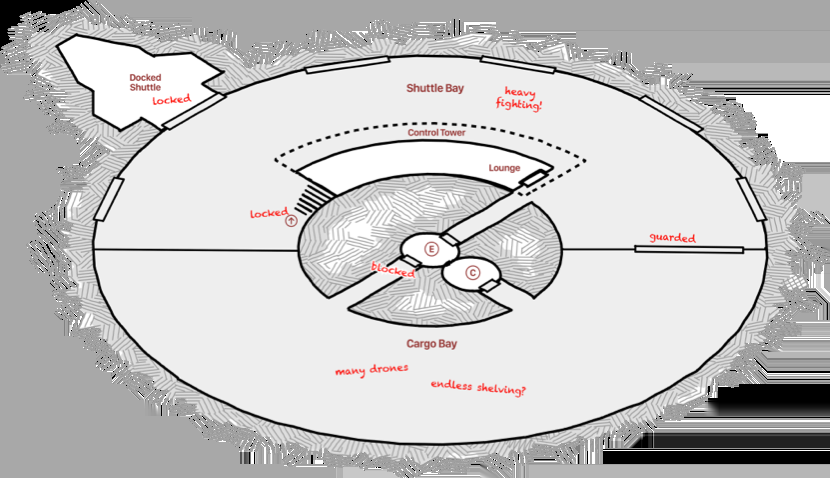 Docked
Shuttle
locked
Shuttle Bay
heavy
fighting!
Control Tower
Lounge
locked
↑
guarded
E
blocked
C
Cargo Bay
many drones
endless shelving?